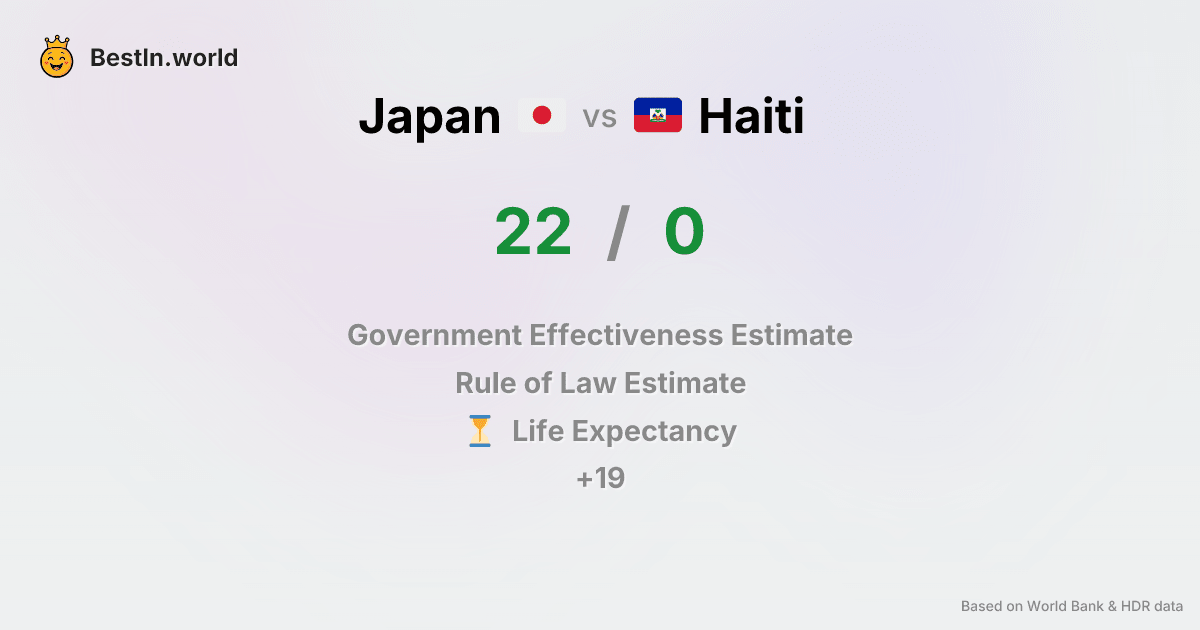 BestIn.world
Japan vs Haiti
22 / 0
Government Effectiveness Estimate
Rule of Law Estimate
Life Expectancy
+19
Based on World Bank & HDR data